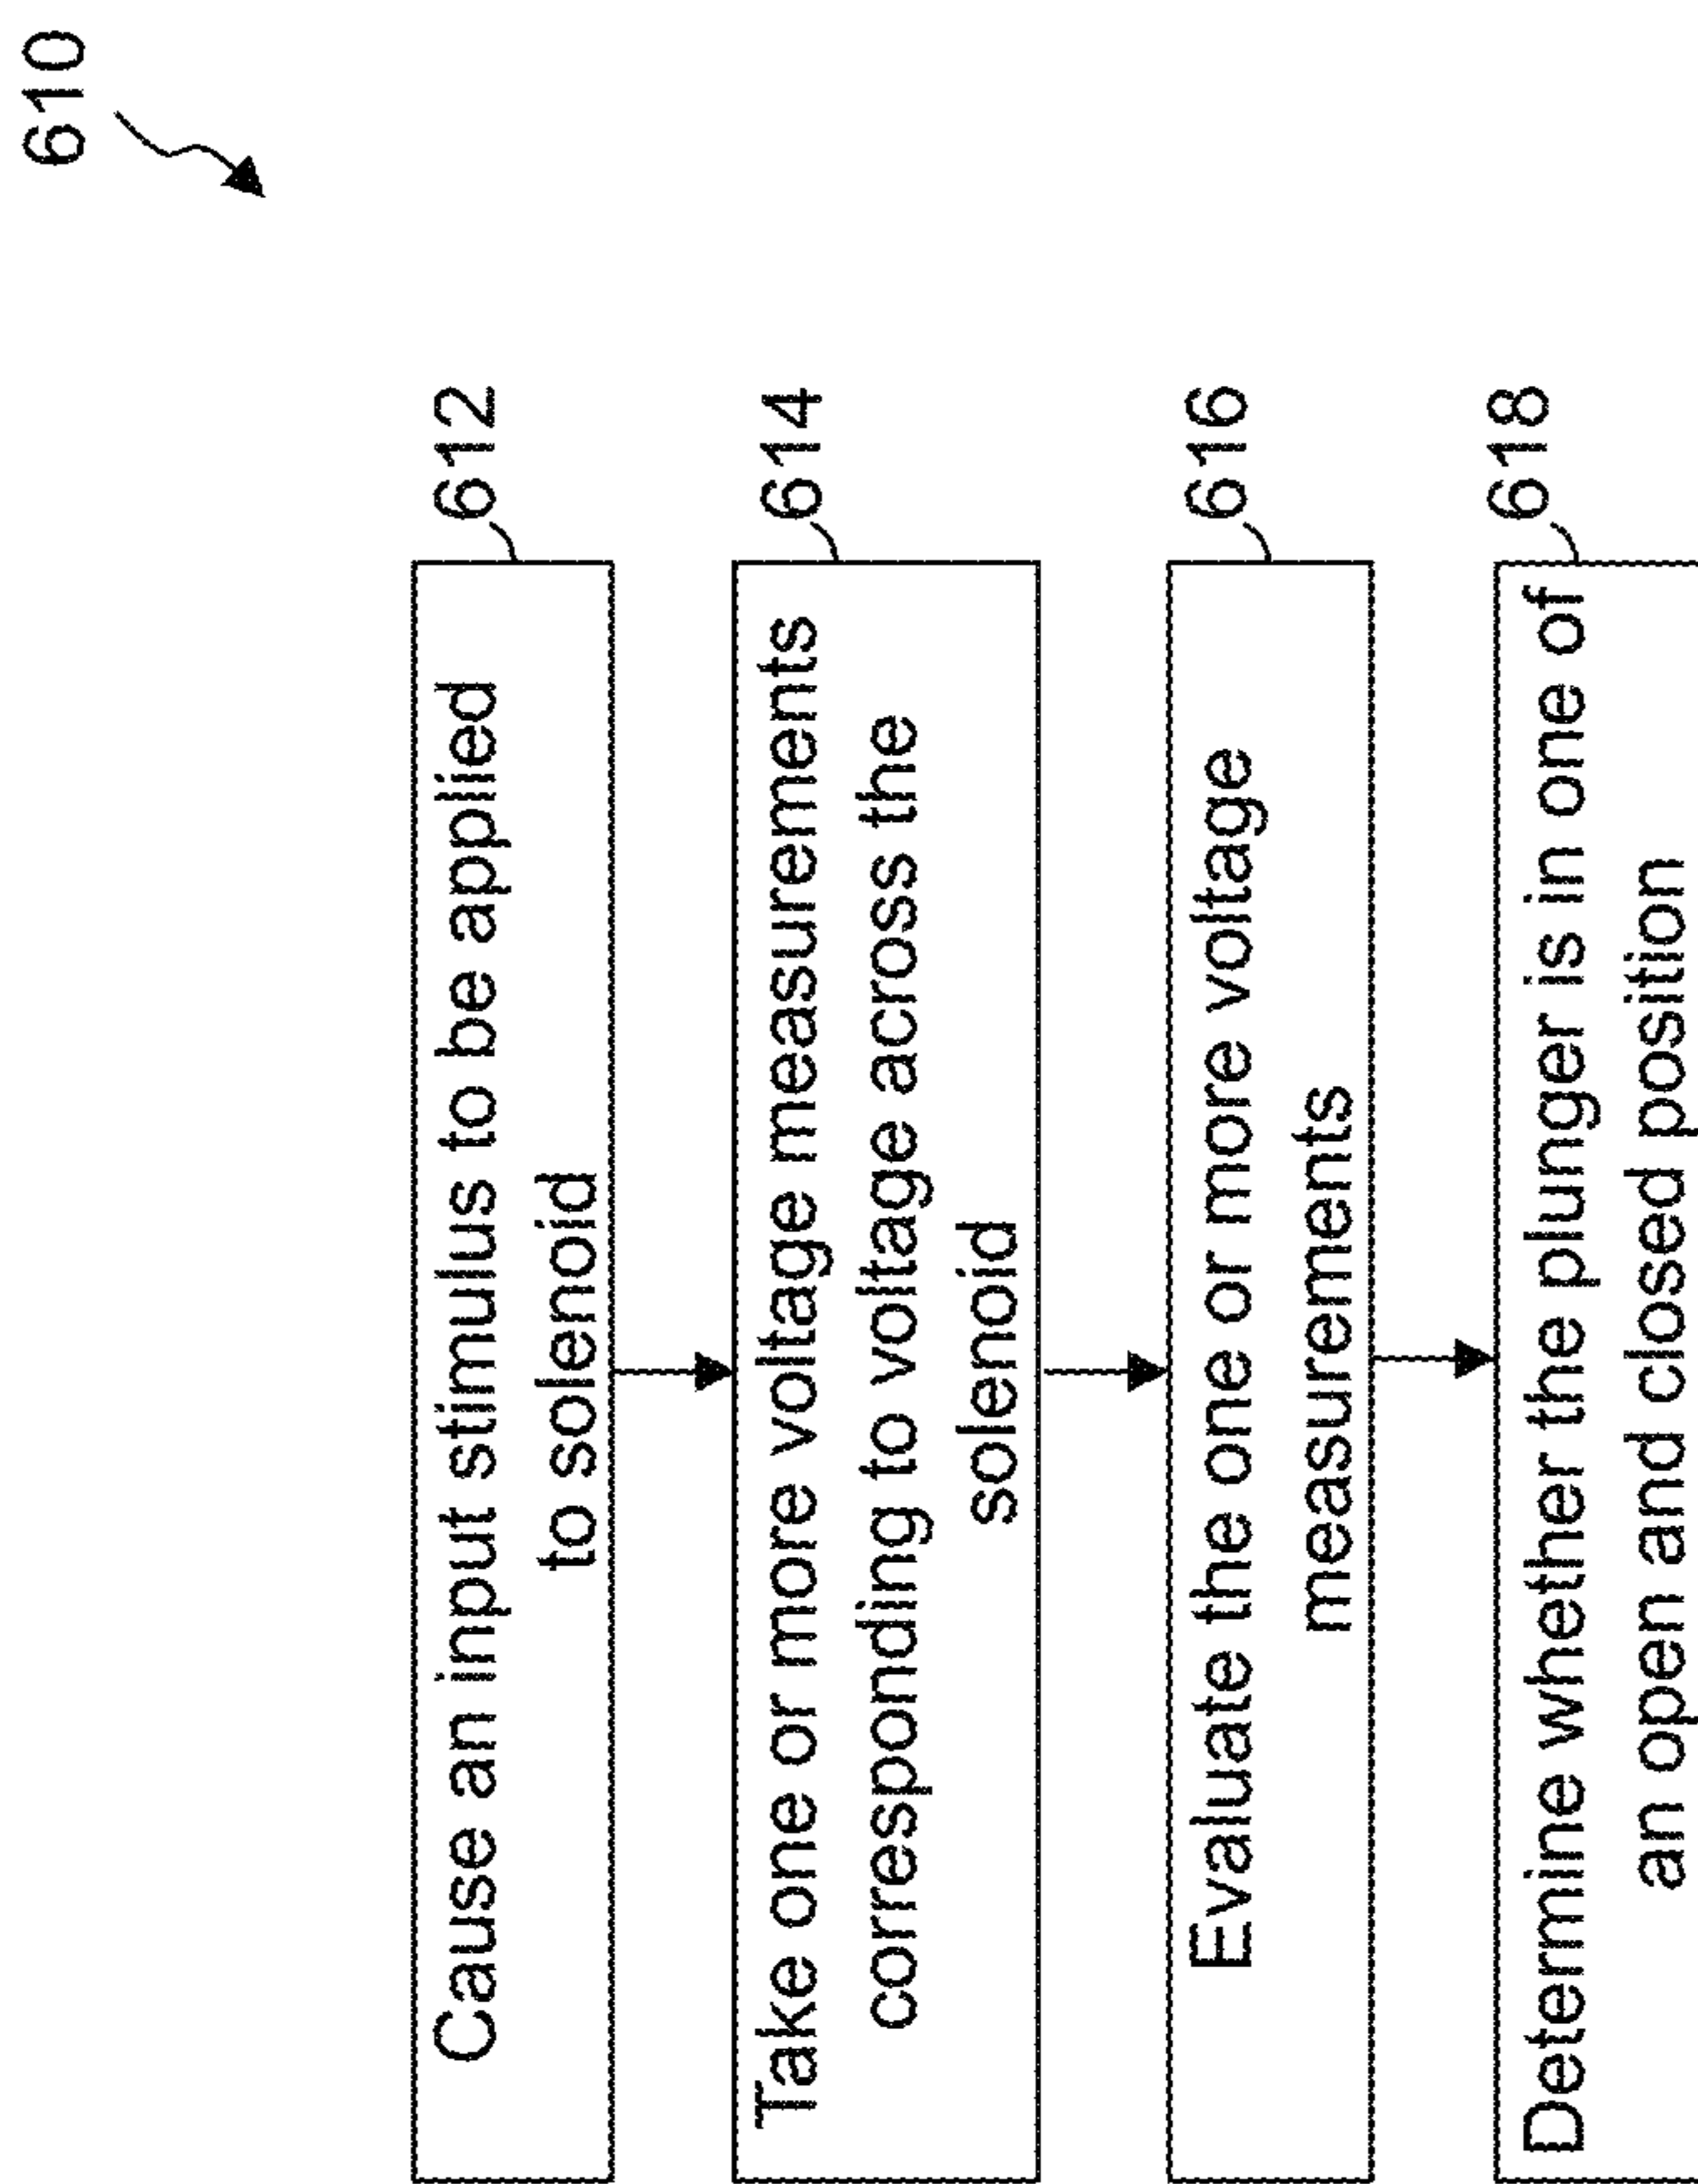 610
Cause an input stimulus to be applied
to solenoid
612
Take one or more voltage measurements
corresponding to voltage across the
solenoid
614
Evaluate the one or more voltage
measurements
616
Determine whether the plunger is in one of
an open and closed position
618